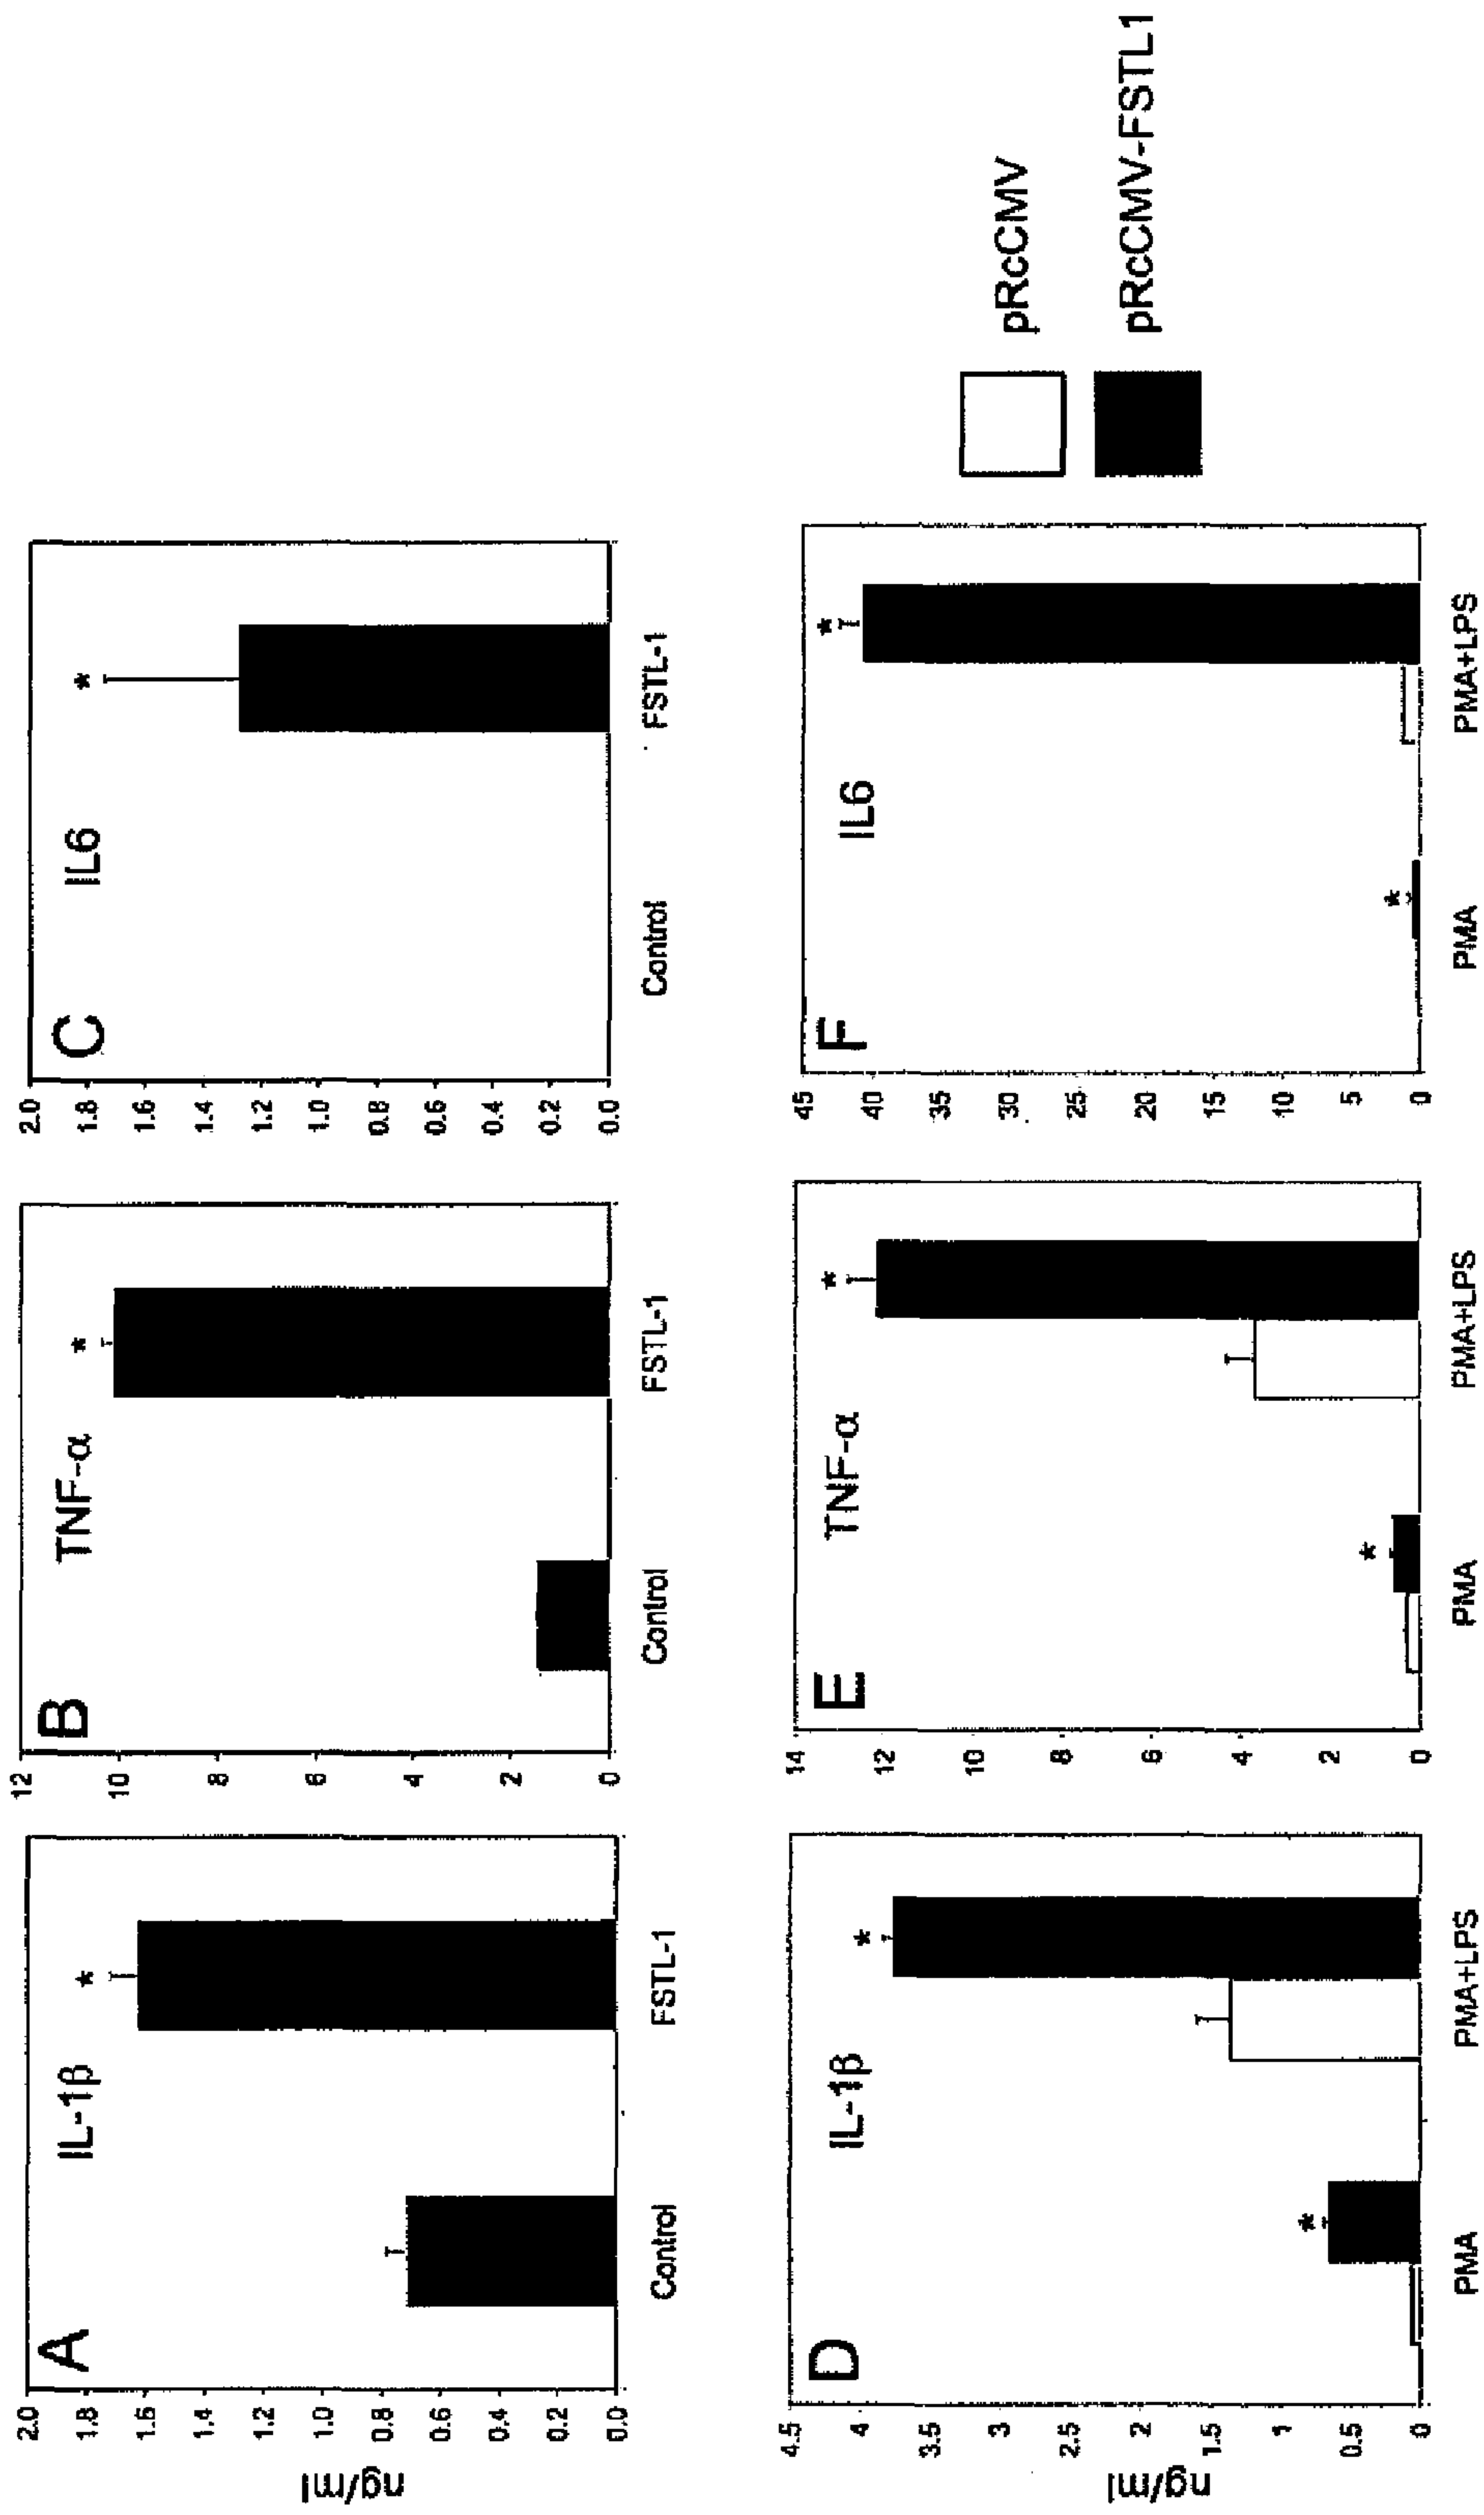 A
IL-1β
*
*
2.0
1.8
1.6
1.4
1.2
1.0
0.8
0.6
0.4
0.2
0.0
ng/ml
Control
FSTL-1
B
TNF-α
*
12
10
8
6
4
2
0
Control
FSTL-1
C
IL6
*
2.0
1.8
1.6
1.4
1.2
1.0
0.8
0.6
0.4
0.2
0.0
Control
FSTL-1
D
IL-1β
*
*
4.5
4
3.5
3
2.5
2
1.5
1
0.5
0
ng/ml
PMA
PMA+LPS
E
TNF-α
*
*
14
12
10
8
6
4
2
0
PMA
PMA+LPS
F
IL6
*
*
45
40
35
30
25
20
15
10
5
0
PMA
PMA+LPS
pRcCMV
pRcCMV-FSTL1